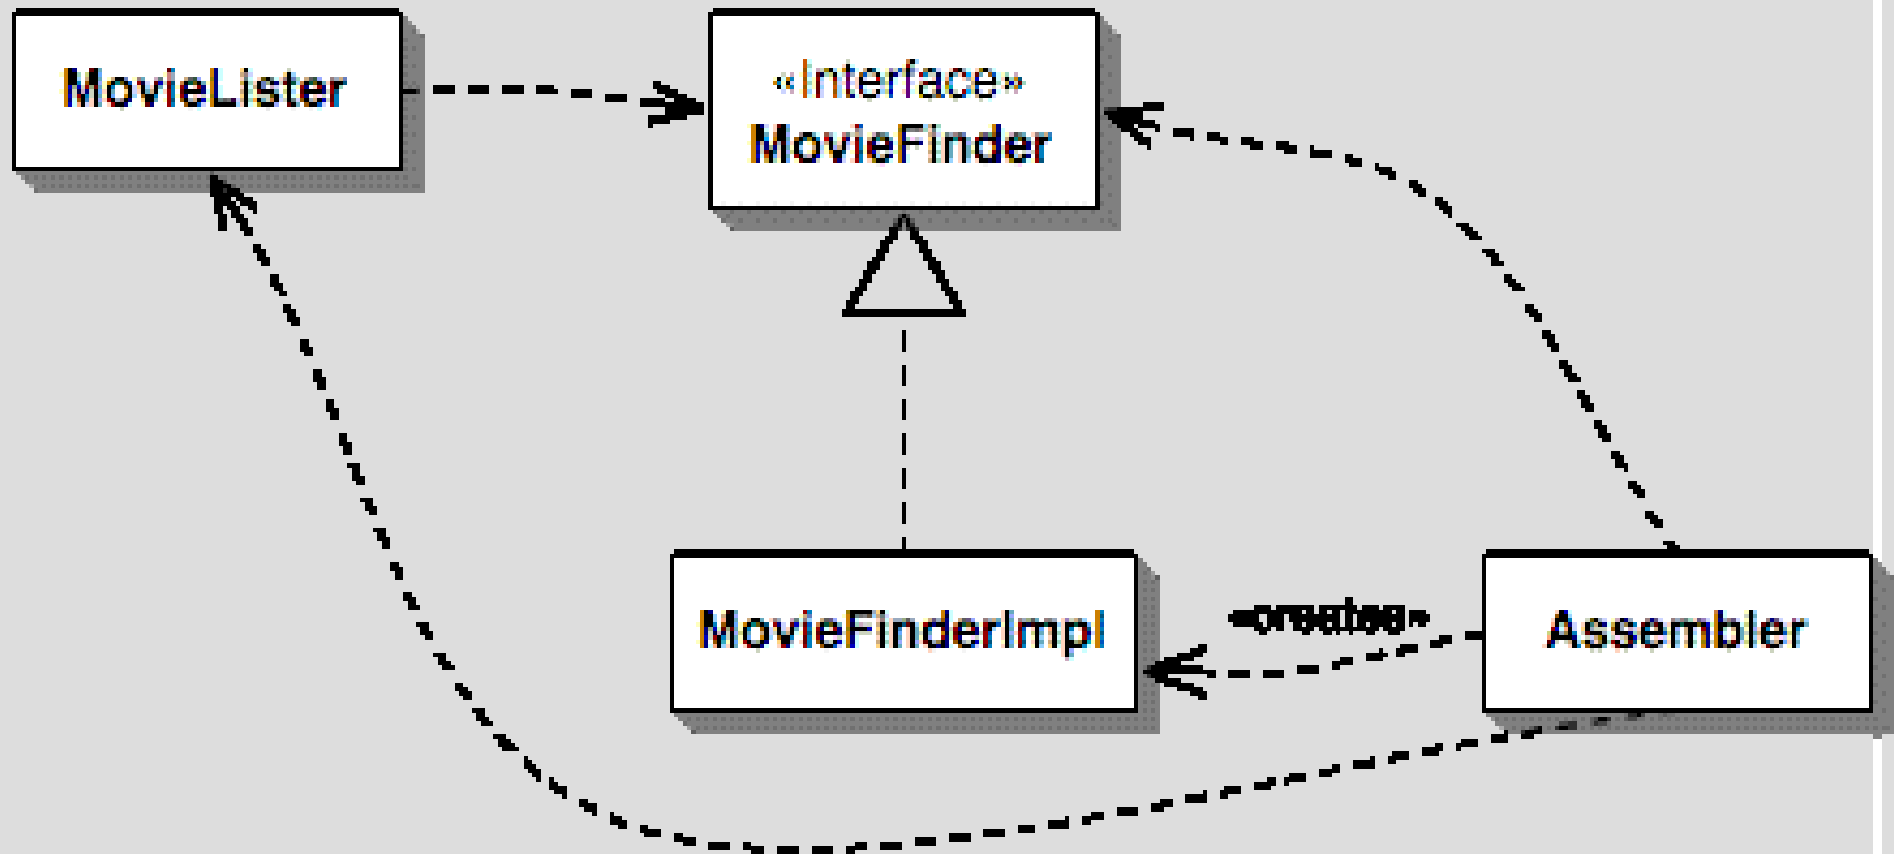 MovieLister
«Interface»
MovieFinder
MovieFinderImpl
«creates»
Assembler